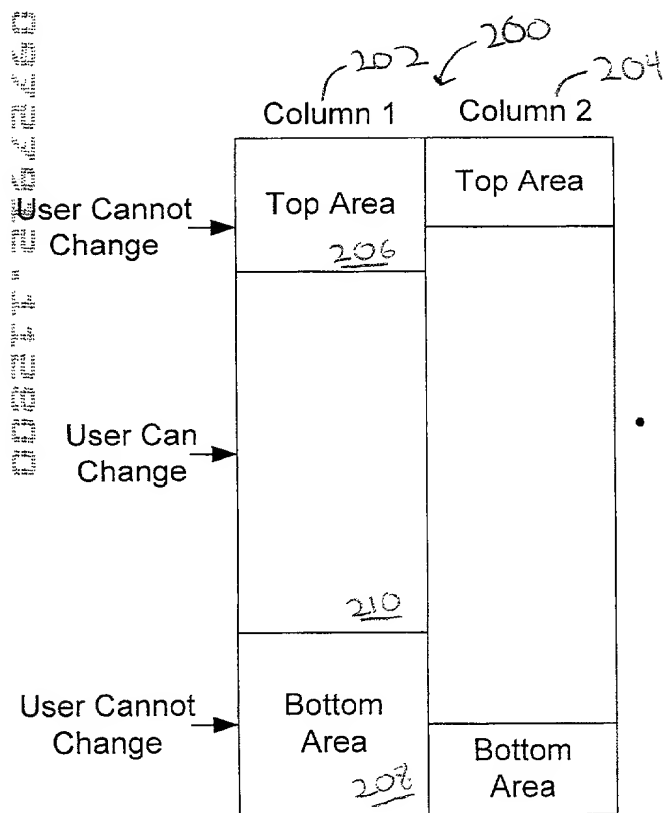 200
202
204
Column 1
Column 2
Top Area
Top Area
User Cannot
Change
206
User Can
Change
210
User Cannot
Change
Bottom
Area
208
Bottom
Area